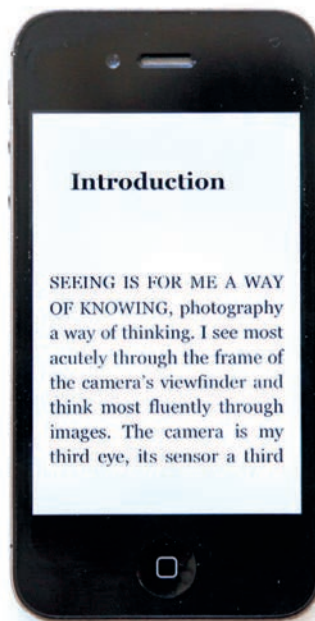 Introduction
SEEING IS FOR ME A WAY
OF KNOWING, photography
a way of thinking. I see most
acutely through the frame of
the camera’s viewfinder and
think most fluently through
images. The camera is my
third eye, its sensor a third